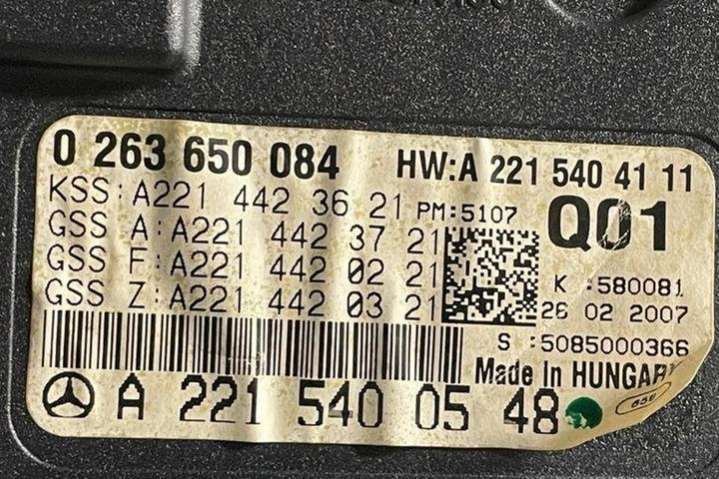 0 263 650 084 HW:A 221 540 41 11
KSS:A221 442 36 21 PM:5107 Q01
GSS A:A221 442 37 21
GSS F:A221 442 02 21 K :580081
GSS Z:A221 442 03 21 26 02 2007
S :5085000366
Made In HUNGARY
A 221 540 05 48